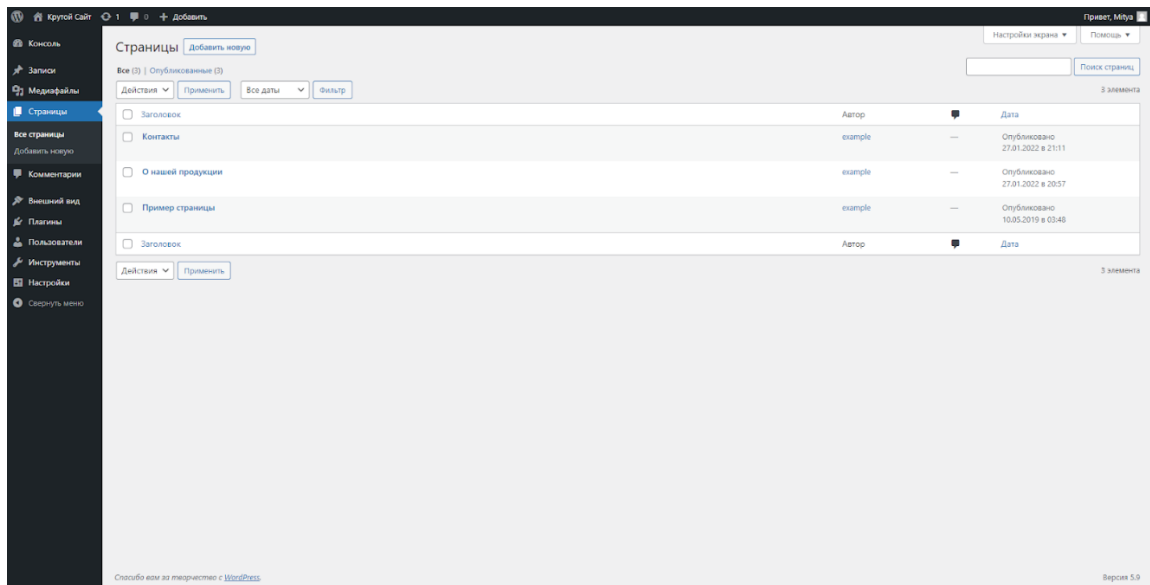 Крутой Сайт 1 0 + Добавить Привет, Mitya
Консоль
Записи
Медиафайлы
Страницы
Все страницы
Добавить новую
Комментарии
Внешний вид
Плагины
Пользователи
Инструменты
Настройки
Свернуть меню
Настройки экрана ▼ Помощь ▼
Страницы Добавить новую
Все (3) | Опубликованные (3)
Поиск страниц
Действия Применить Все даты Фильтр 3 элемента
Заголовок Автор Дата
Контакты example — Опубликовано
27.01.2022 в 21:11
О нашей продукции example — Опубликовано
27.01.2022 в 20:57
Пример страницы example — Опубликовано
10.05.2019 в 03:48
Заголовок Автор Дата
Действия Применить 3 элемента
Спасибо вам за творчество с WordPress. Версия 5.9